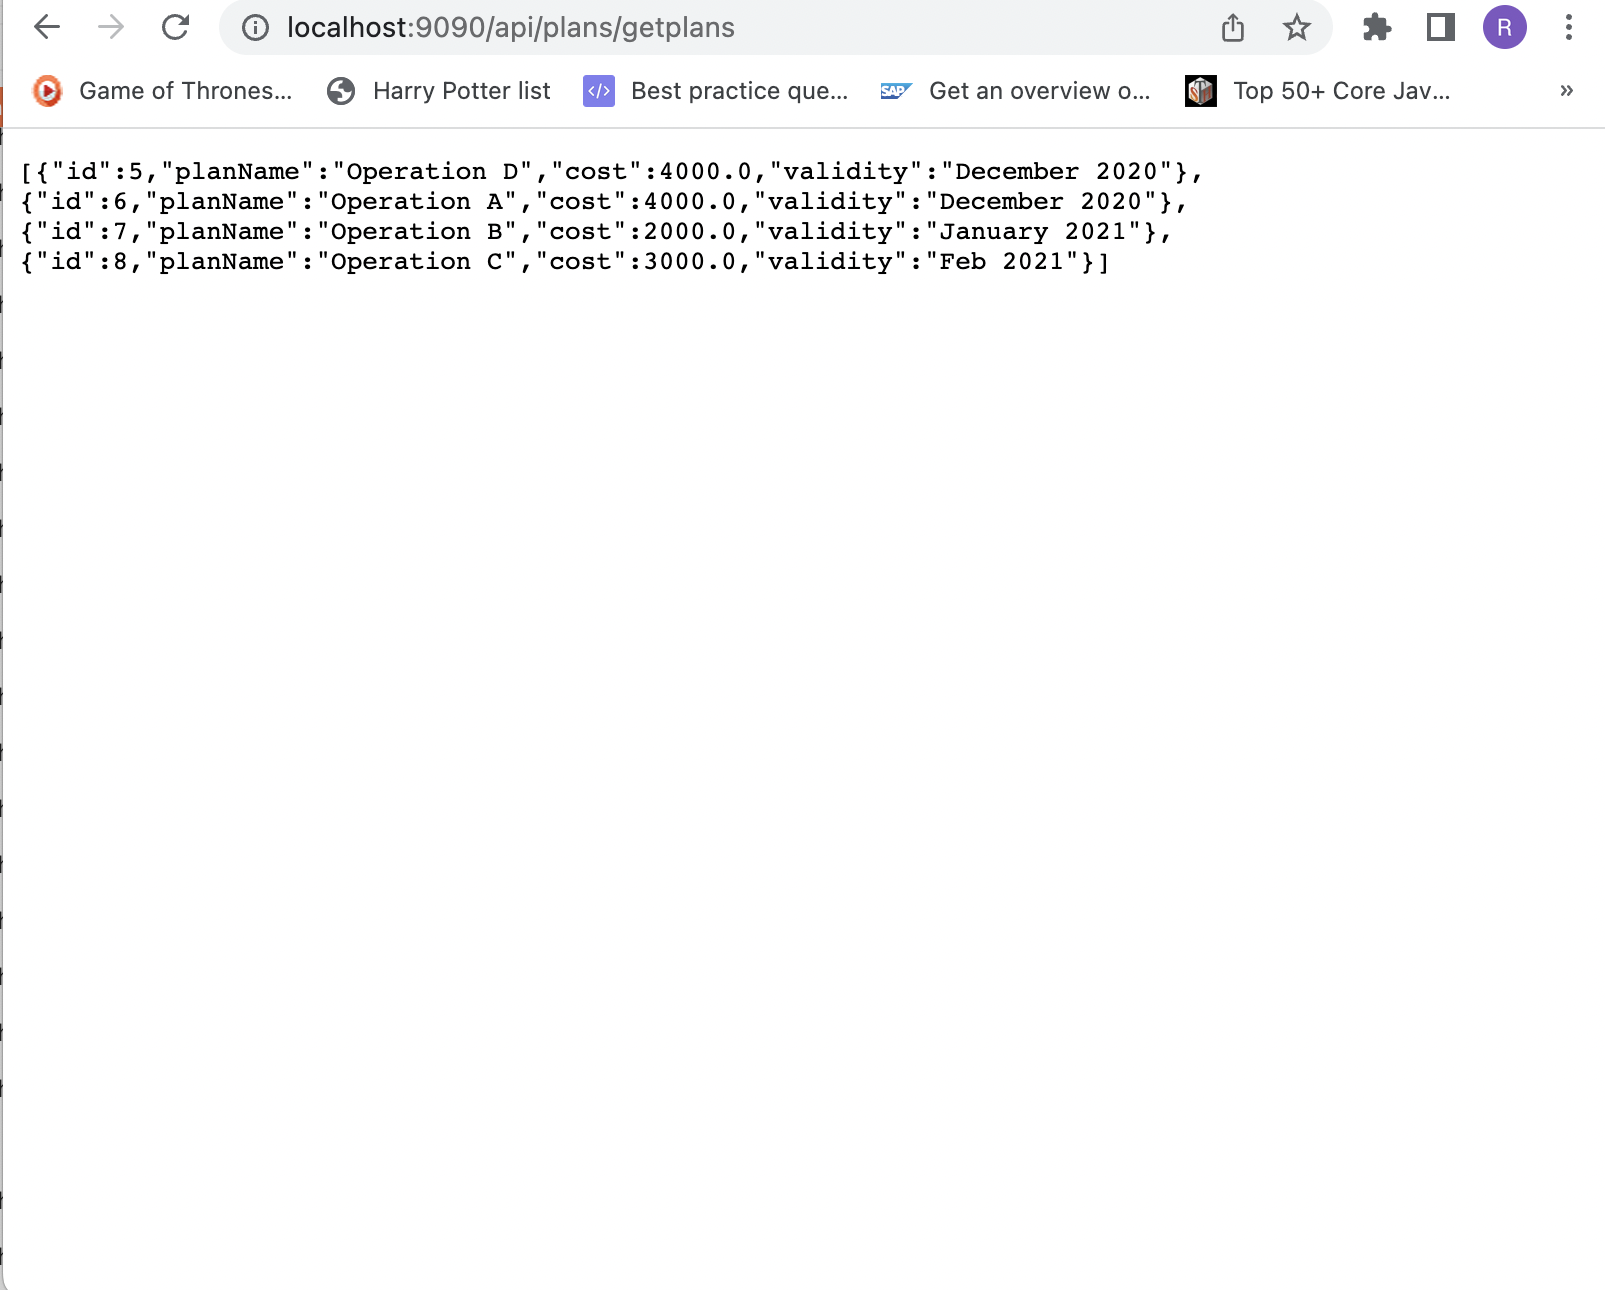 localhost:9090/api/plans/getplans
R
Game of Thrones...
Harry Potter list
</>
Best practice que...
SAP
Get an overview o...
Top 50+ Core Jav...
»
[{"id":5,"planName":"Operation D","cost":4000.0,"validity":"December 2020"},
{"id":6,"planName":"Operation A","cost":4000.0,"validity":"December 2020"},
{"id":7,"planName":"Operation B","cost":2000.0,"validity":"January 2021"},
{"id":8,"planName":"Operation C","cost":3000.0,"validity":"Feb 2021"}]